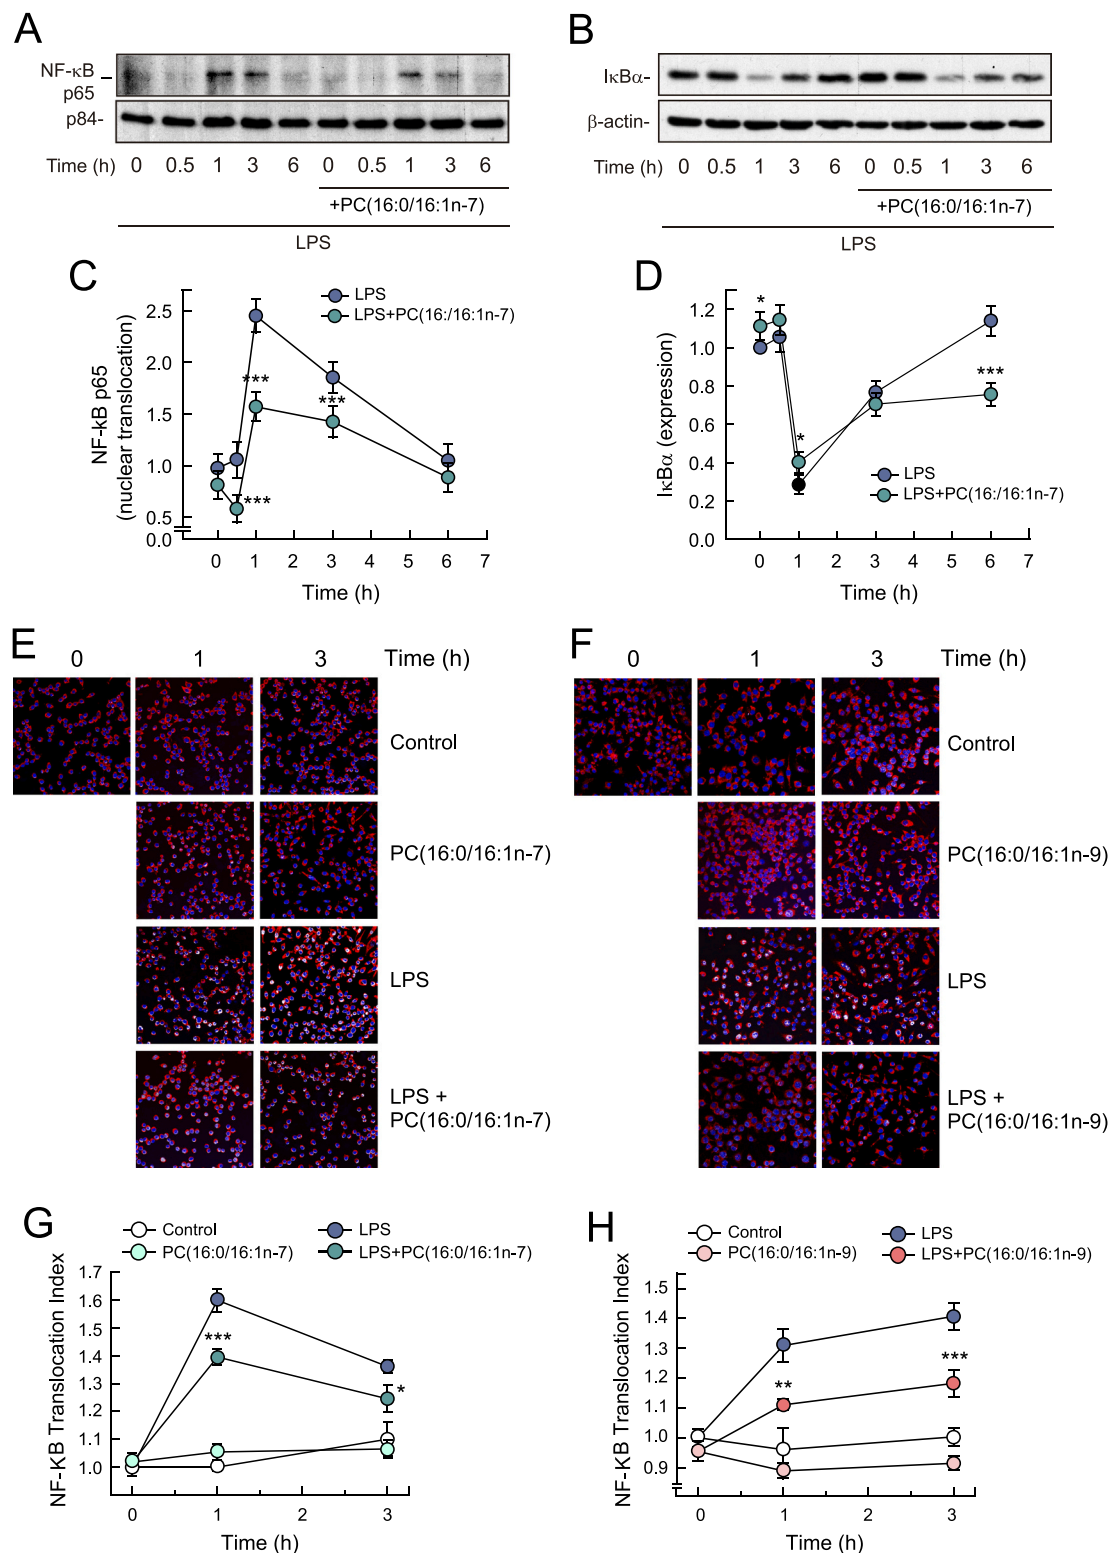 A
NF-κB
p65
p84-
Time (h) 0 0.5 1 3 6 0 0.5 1 3 6
+PC(16:0/16:1n-7)
LPS
B
IκBα-
β-actin-
Time (h) 0 0.5 1 3 6 0 0.5 1 3 6
+PC(16:0/16:1n-7)
LPS
C
LPS
LPS+PC(16:/16:1n-7)
NF-kB p65
(nuclear translocation)
2.5
2.0
1.5
1.0
0.5
0.0
***
***
***
0 1 2 3 4 5 6 7
Time (h)
D
IκBα (expression)
1.2
1.0
0.8
0.6
0.4
0.2
0.0
*
*
***
LPS
LPS+PC(16:/16:1n-7)
0 1 2 3 4 5 6 7
Time (h)
E
0 1 3 Time (h)
Control
PC(16:0/16:1n-7)
LPS
LPS +
PC(16:0/16:1n-7)
F
0 1 3 Time (h)
Control
PC(16:0/16:1n-9)
LPS
LPS +
PC(16:0/16:1n-9)
G
Control
PC(16:0/16:1n-7)
LPS
LPS+PC(16:0/16:1n-7)
NF-KB Translocation Index
1.7
1.6
1.5
1.4
1.3
1.2
1.1
1.0
***
*
0 1 2 3
Time (h)
H
Control
PC(16:0/16:1n-9)
LPS
LPS+PC(16:0/16:1n-9)
NF-KB Translocation Index
1.5
1.4
1.3
1.2
1.1
1.0
0.9
**
***
0 1 2 3
Time (h)